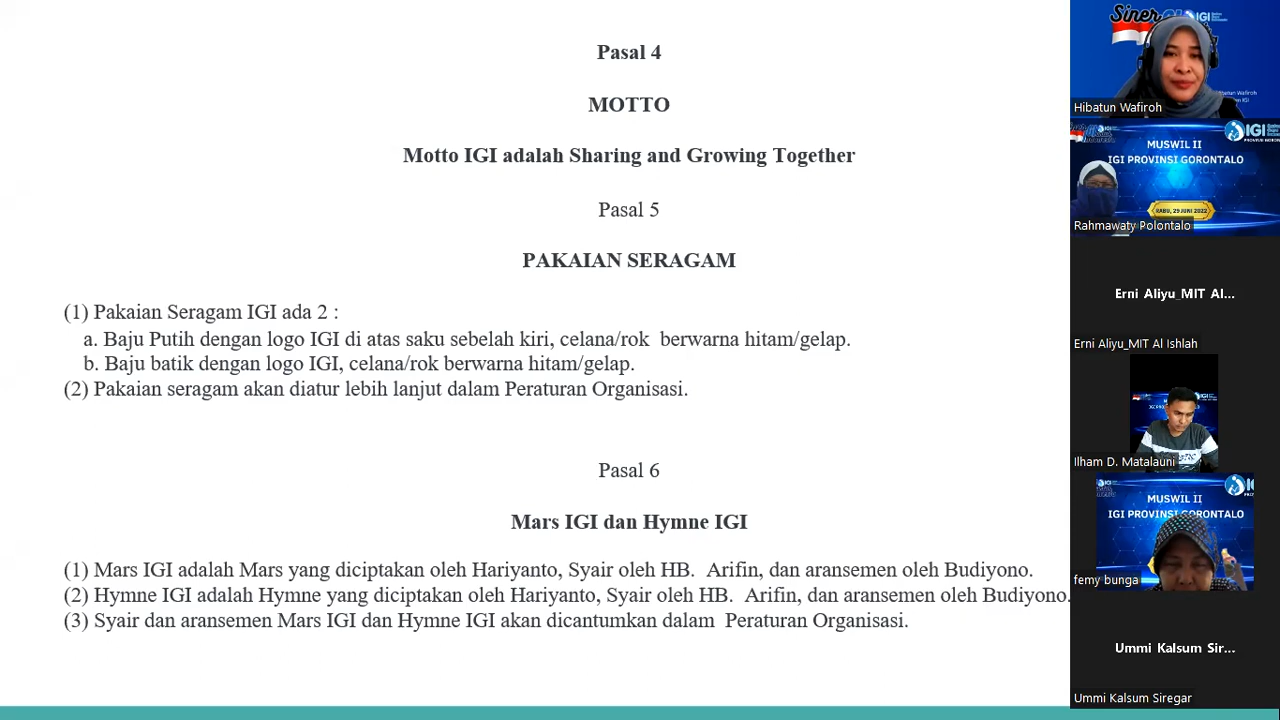 Pasal 4
MOTTO
Motto IGI adalah Sharing and Growing Together
Pasal 5
PAKAIAN SERAGAM
(1) Pakaian Seragam IGI ada 2 :
a. Baju Putih dengan logo IGI di atas saku sebelah kiri, celana/rok berwarna hitam/gelap.
b. Baju batik dengan logo IGI, celana/rok berwarna hitam/gelap.
(2) Pakaian seragam akan diatur lebih lanjut dalam Peraturan Organisasi.
Pasal 6
Mars IGI dan Hymne IGI
(1) Mars IGI adalah Mars yang diciptakan oleh Hariyanto, Syair oleh HB. Arifin, dan aransemen oleh Budiyono.
(2) Hymne IGI adalah Hymne yang diciptakan oleh Hariyanto, Syair oleh HB. Arifin, dan aransemen oleh Budiyono.
(3) Syair dan aransemen Mars IGI dan Hymne IGI akan dicantumkan dalam Peraturan Organisasi.
IGI
Hibatun Wafiroh
IGI
MUSWIL II
IGI PROVINSI GORONTALO
RABU, 29 JUNI 2022
Rahmawaty Polontalo
Erni Aliyu_MIT Al...
Erni Aliyu_MIT Al Ishlah
Ilham D. Matalauni
MUSWIL II
IGI PROVINSI GORONTALO
femy bunga
Ummi Kalsum Sir...
Ummi Kalsum Siregar